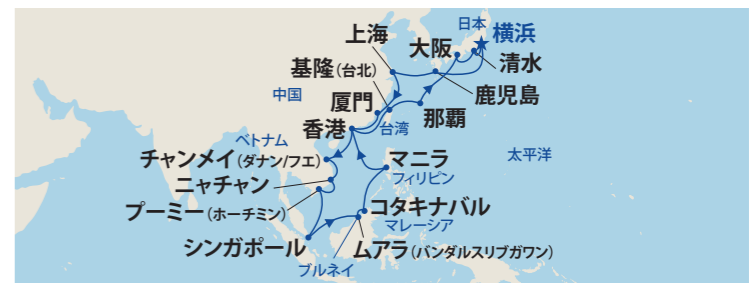 日本
横浜
上海
大阪
清水
基隆（台北）
中国
厦門
鹿児島
那覇
香港
台湾
ベトナム
チャンメイ（ダナン/フエ）
マニラ
太平洋
フィリピン
ニャチャン
プーミー（ホーチミン）
コタキナバル
マレーシア
シンガポール
ムアラ（バンダルスリブガワン）
ブルネイ